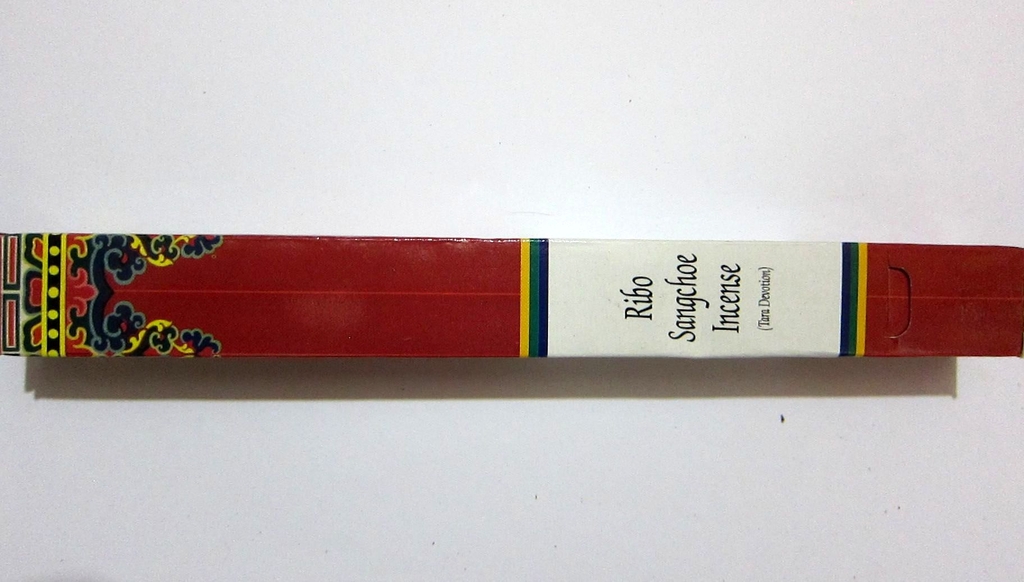 Ribo
Sangchoe
Incense
(Tara Devotion)